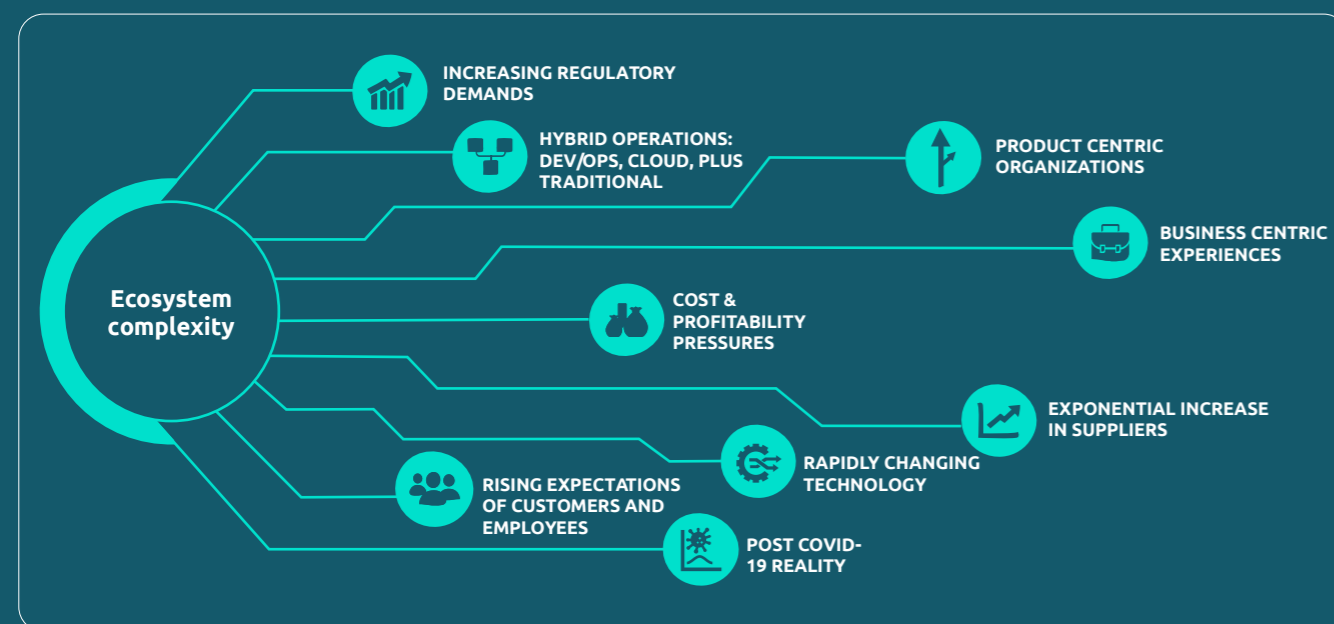 INCREASING REGULATORY
DEMANDS
HYBRID OPERATIONS:
DEV/OPS, CLOUD, PLUS
TRADITIONAL
PRODUCT CENTRIC
ORGANIZATIONS
BUSINESS CENTRIC
EXPERIENCES
Ecosystem
complexity
COST &
PROFITABILITY
PRESSURES
EXPONENTIAL INCREASE
IN SUPPLIERS
RAPIDLY CHANGING
TECHNOLOGY
RISING EXPECTATIONS
OF CUSTOMERS AND
EMPLOYEES
POST COVID-
19 REALITY